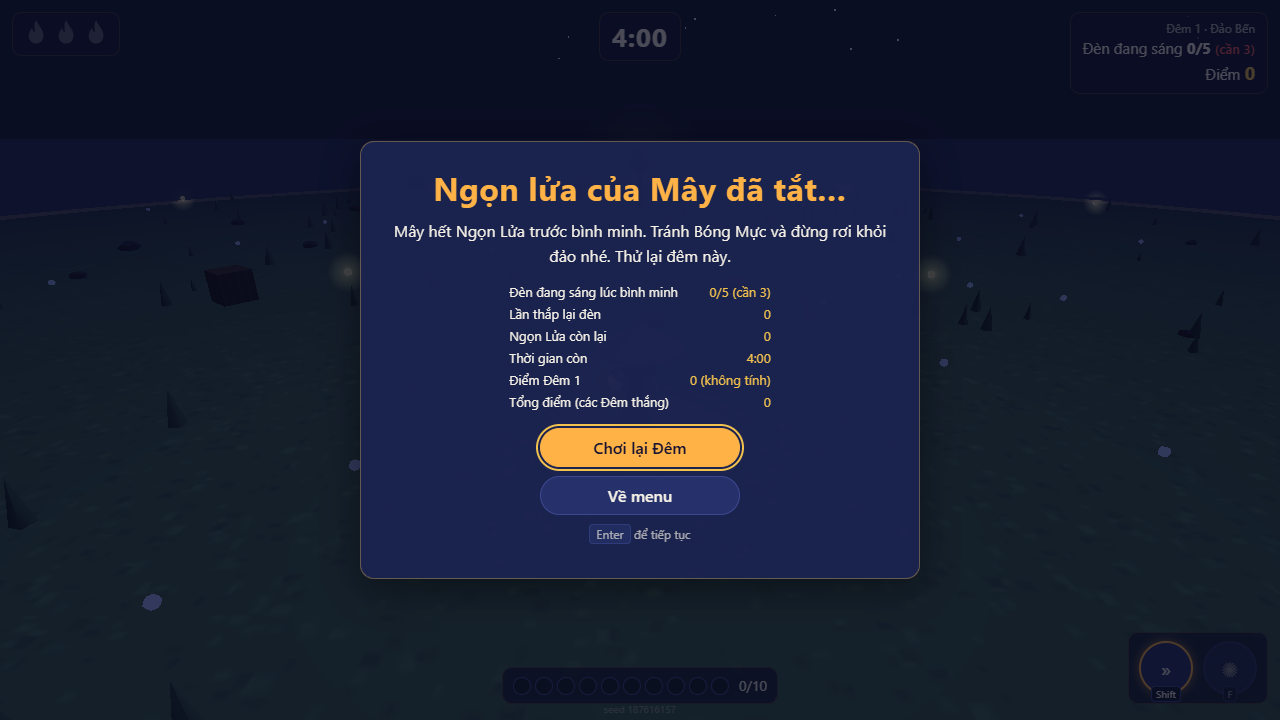 4:00
Đêm 1 · Đảo Bến
Đèn đang sáng 0/5 (cần 3)
Điểm 0
Ngọn lửa của Mây đã tắt...
Mây hết Ngọn Lửa trước bình minh. Tránh Bóng Mực và đừng rơi khỏi
đảo nhé. Thử lại đêm này.
Đèn đang sáng lúc bình minh 0/5 (cần 3)
Lần thắp lại đèn 0
Ngọn Lửa còn lại 0
Thời gian còn 4:00
Điểm Đêm 1 0 (không tính)
Tổng điểm (các Đêm thắng) 0
Chơi lại Đêm
Về menu
Enter để tiếp tục
» 
Shift
F
0/10
seed 187616157